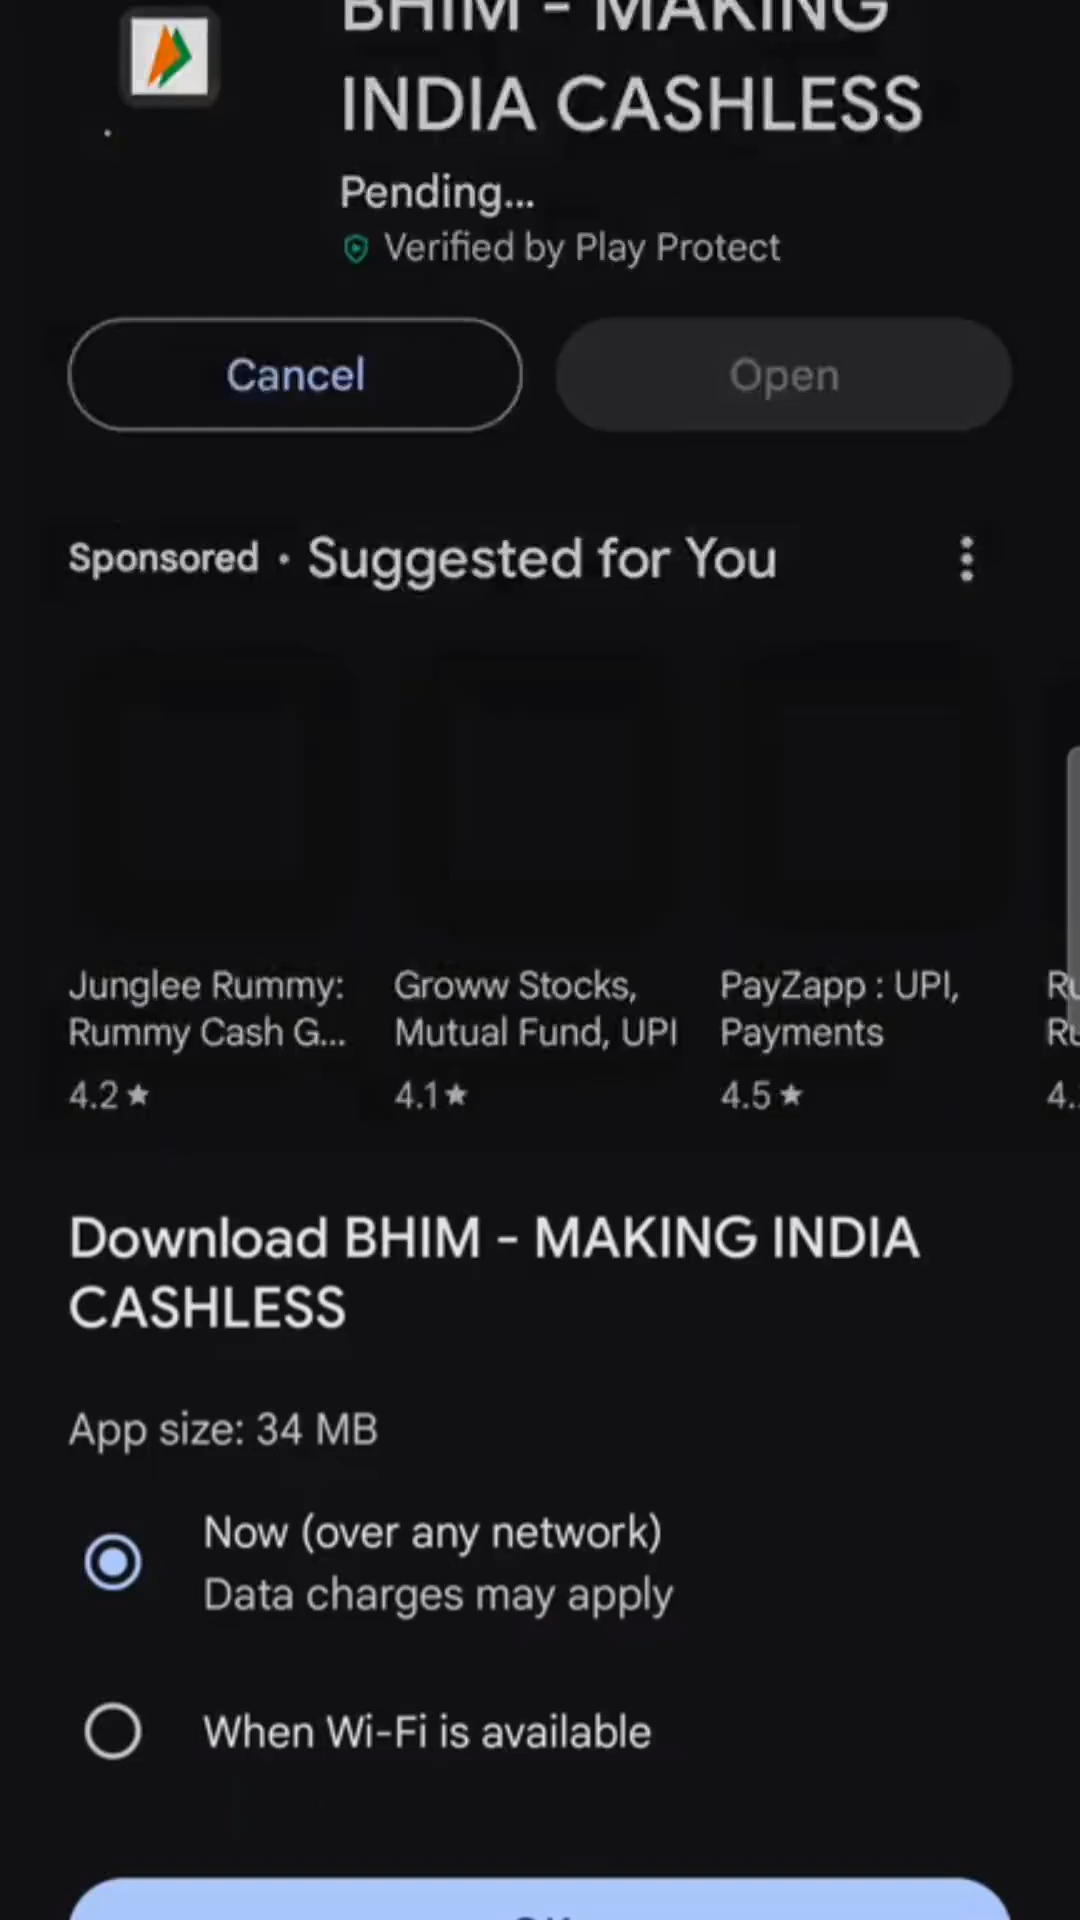 BHIM - MAKING
INDIA CASHLESS
Pending...
Verified by Play Protect
Cancel
Open
Sponsored • Suggested for You
Junglee Rummy:
Rummy Cash G...
4.2 ★
Groww Stocks,
Mutual Fund, UPI
4.1 ★
PayZapp : UPI,
Payments
4.5 ★
Download BHIM - MAKING INDIA
CASHLESS
App size: 34 MB
Now (over any network)
Data charges may apply
When Wi-Fi is available